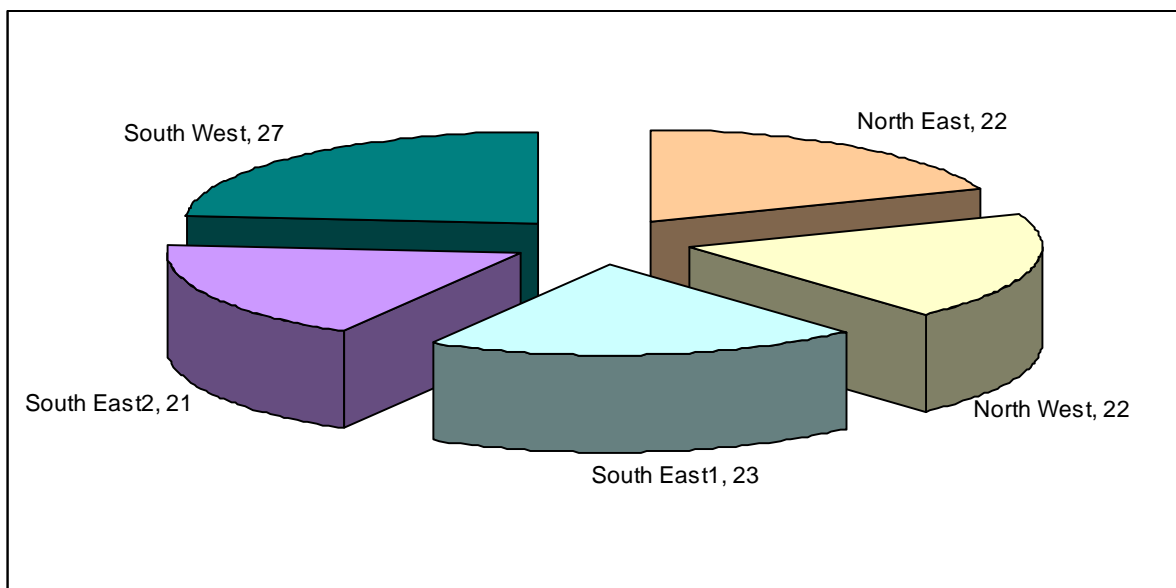 North East, 22
South West, 27
South East2, 21
North West, 22
South East1, 23